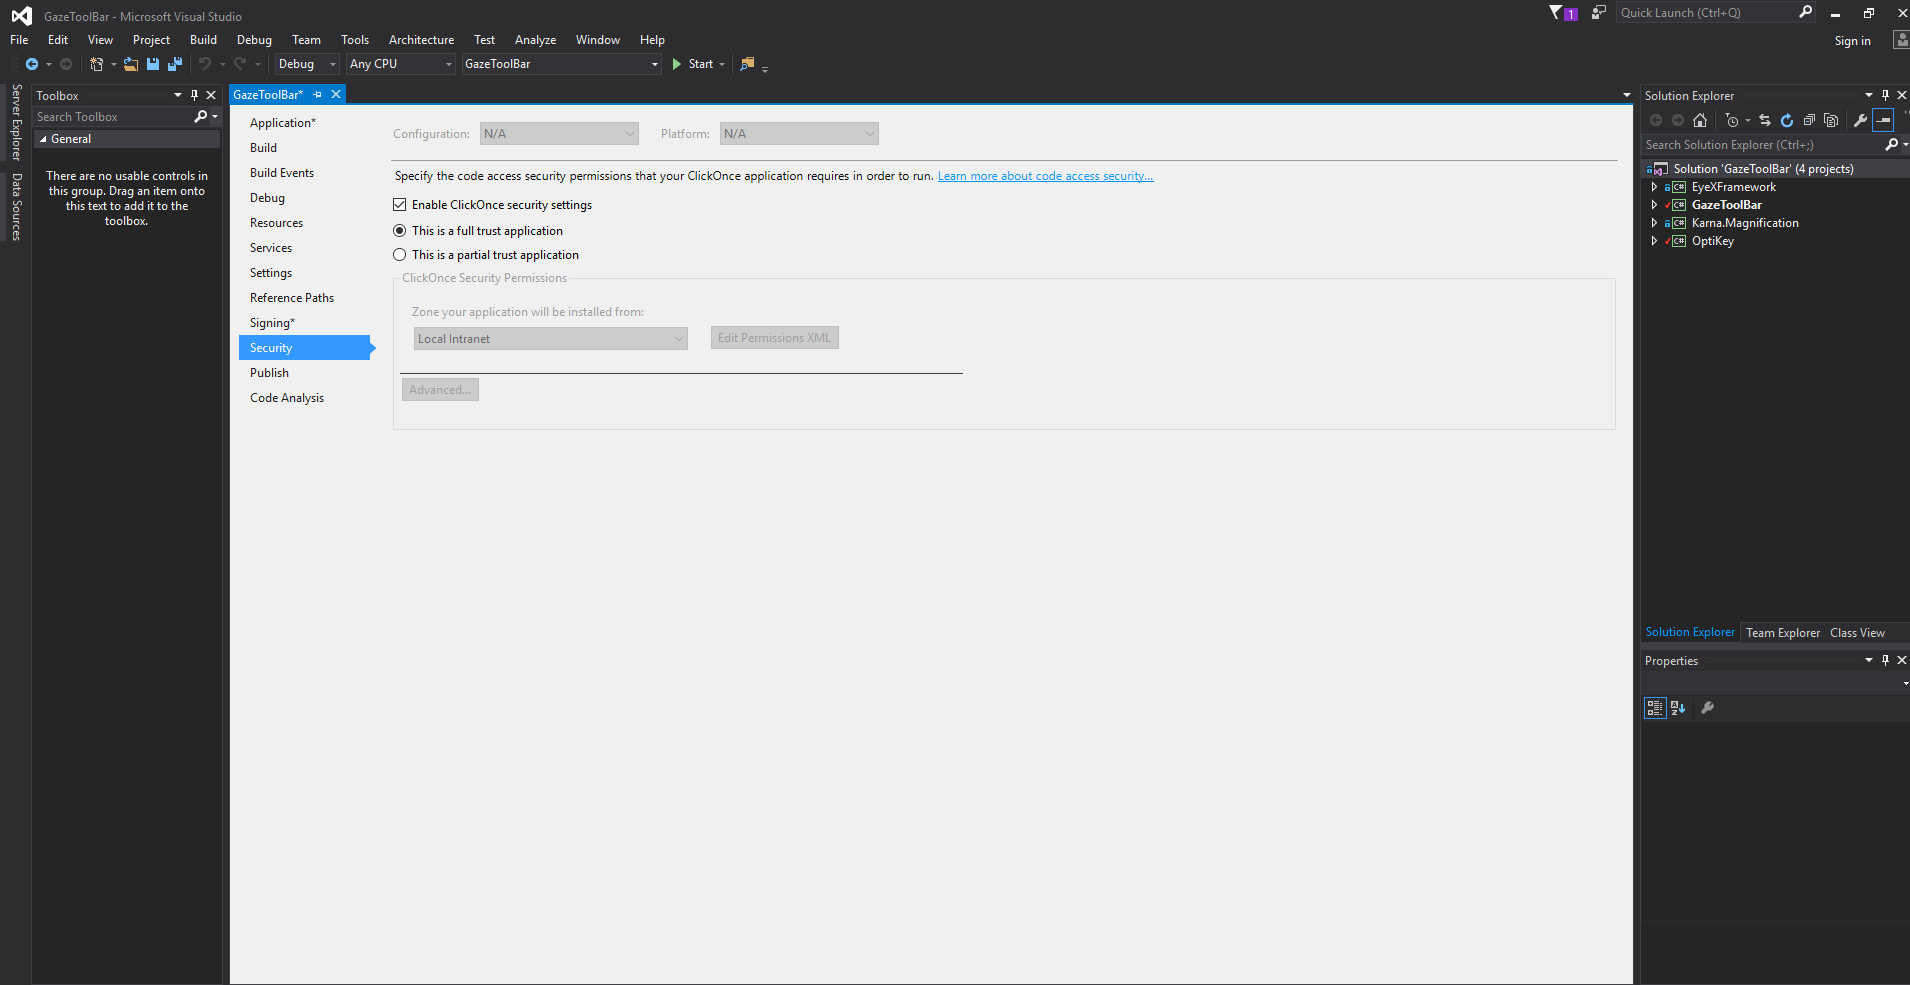 GazeToolBar - Microsoft Visual Studio
1
Quick Launch (Ctrl+Q)
File Edit View Project Build Debug Team Tools Architecture Test Analyze Window Help
Sign in
Debug Any CPU GazeToolBar Start
Server Explorer
Data Sources
Toolbox
Search Toolbox
General
There are no usable controls in
this group. Drag an item onto
this text to add it to the
toolbox.
GazeToolBar*
Application*
Build
Build Events
Debug
Resources
Services
Settings
Reference Paths
Signing*
Security
Publish
Code Analysis
Configuration: N/A Platform: N/A
Specify the code access security permissions that your ClickOnce application requires in order to run. Learn more about code access security...
Enable ClickOnce security settings
This is a full trust application
This is a partial trust application
ClickOnce Security Permissions
Zone your application will be installed from:
Local Intranet Edit Permissions XML
Advanced...
Solution Explorer
Search Solution Explorer (Ctrl+;)
Solution 'GazeToolBar' (4 projects)
C# EyeXFramework
C# GazeToolBar
C# Karna.Magnification
C# OptiKey
Solution Explorer Team Explorer Class View
Properties